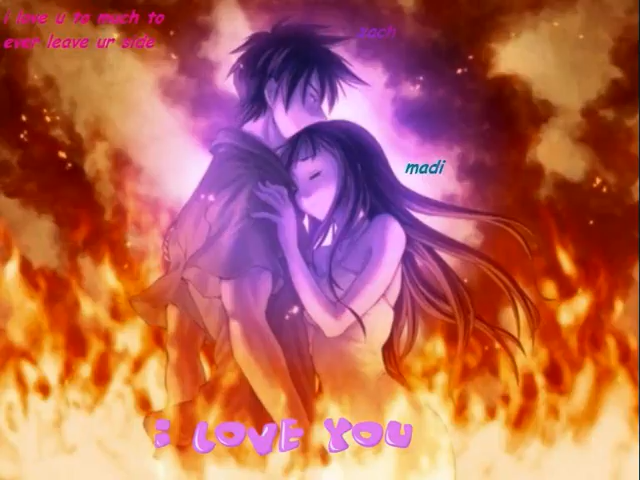 i love u to much to
ever leave ur side
zach
madi
i LOVE YOU